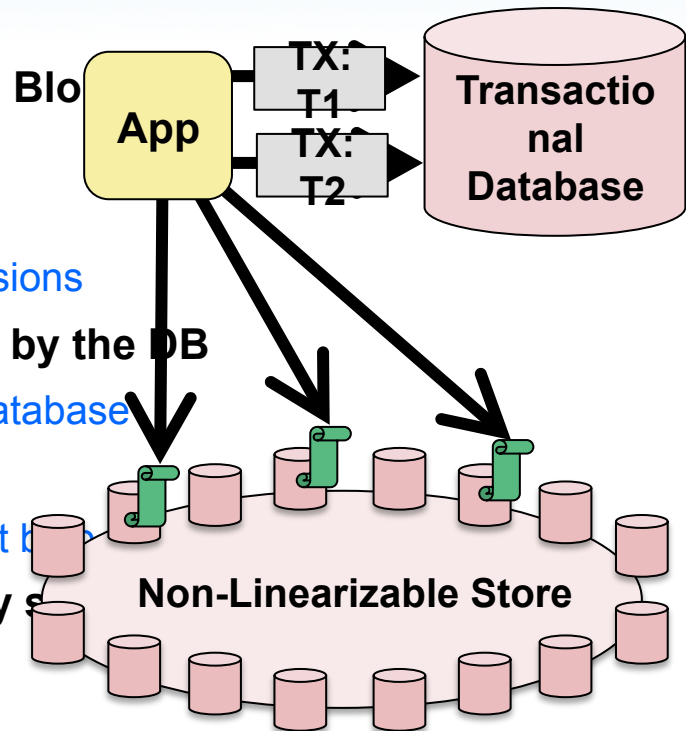 Blo
App
TX:
T1
TX:
T2
Transactio
nal
Database
sions
by the DB
atabase
t b
y s
Non-Linearizable Store